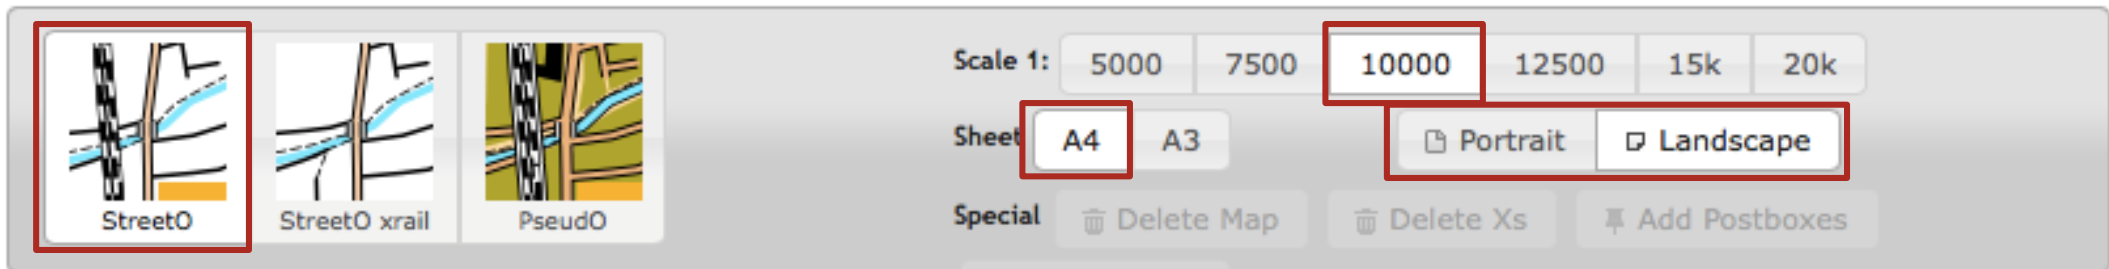 StreetO StreetO xrail PseudO
Scale 1: 5000 7500 10000 12500 15k 20k
Sheet A4 A3 Portrait Landscape
Special Delete Map Delete Xs Add Postboxes